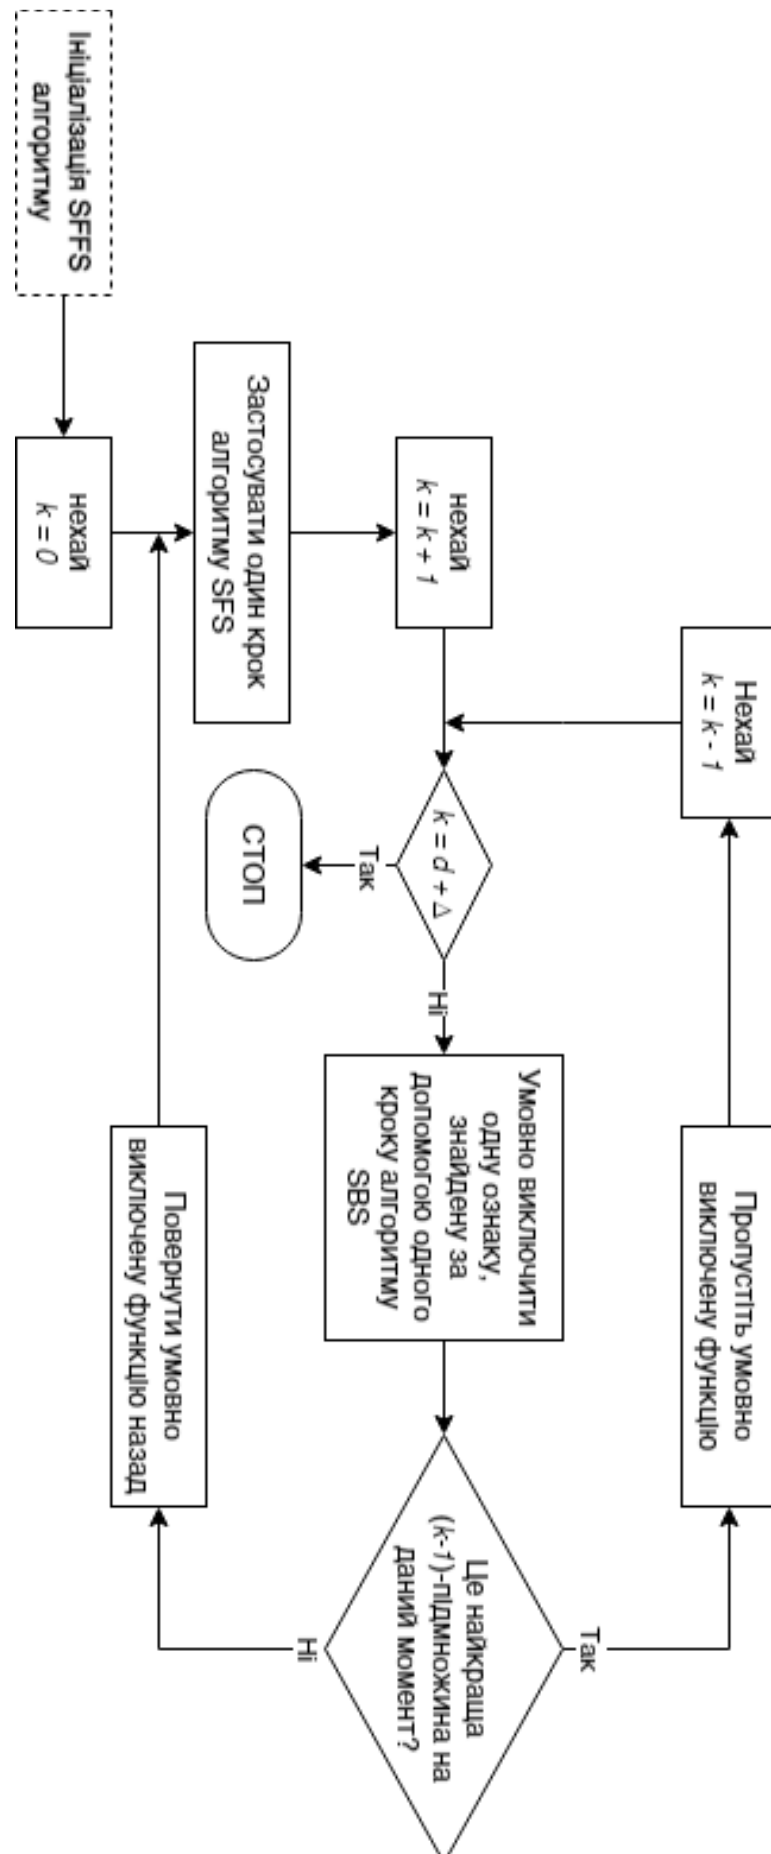 Ініціалізація SFFS
алгоритму
нехай
k = 0
Застосувати один крок
алгоритму SFS
нехай
k = k + 1
Нехай
k = k - 1
k = d + Δ
Так
СТОП
Ні
Умовно виключити
одну ознаку,
знайдену за
допомогою одного
кроку алгоритму
SBS
Це найкраща
(k-1)-підмножина на
даний момент?
Так
Пропустіть умовно
виключену функцію
Ні
Повернути умовно
виключену функцію назад